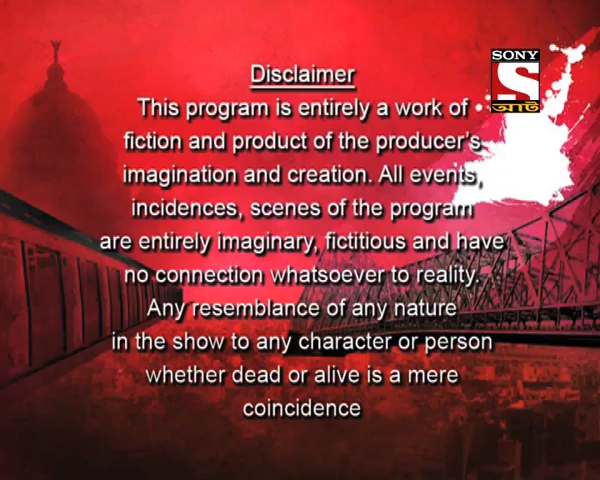 SONY
S
আট
Disclaimer
This program is entirely a work of
fiction and product of the producer's
imagination and creation. All events,
incidences, scenes of the program
are entirely imaginary, fictitious and have
no connection whatsoever to reality.
Any resemblance of any nature
in the show to any character or person
whether dead or alive is a mere
coincidence